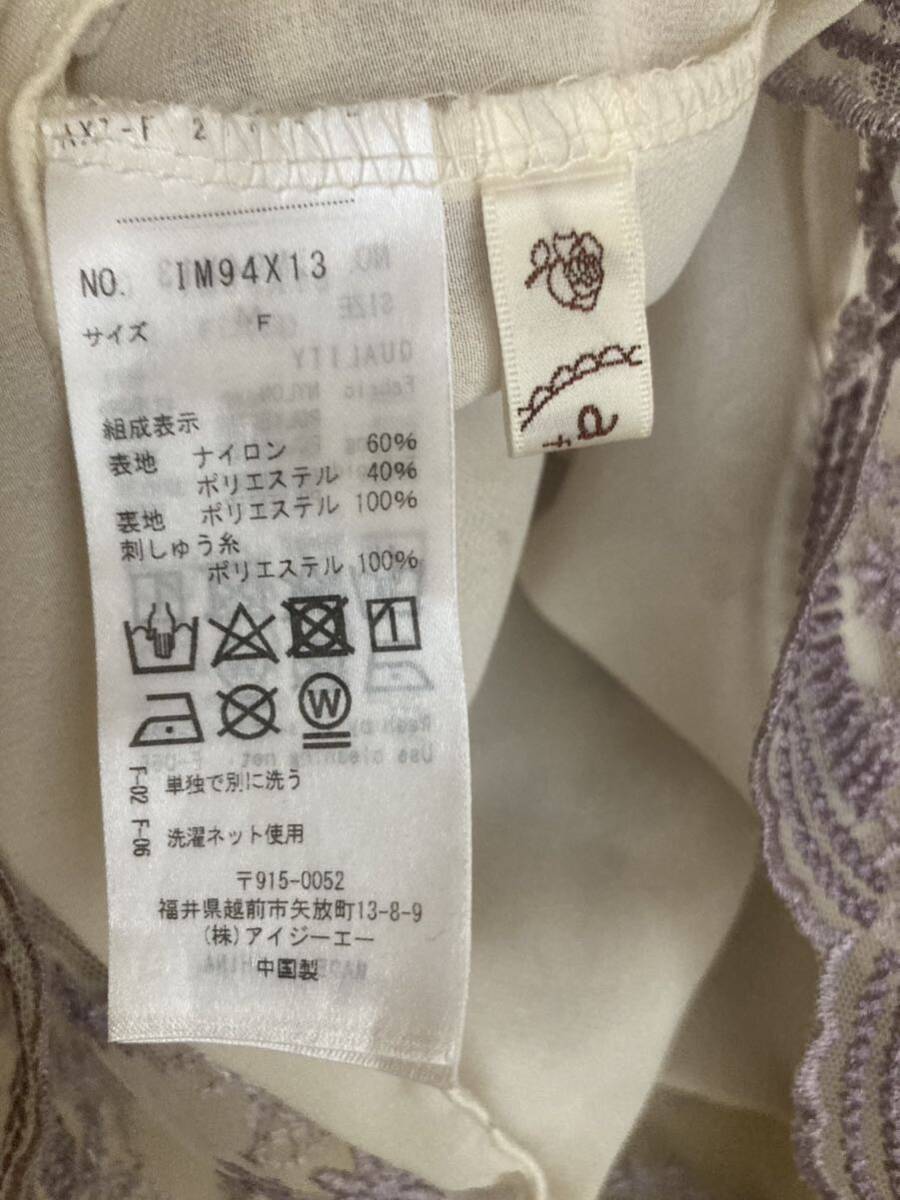 NO. IM94X13
サイズ F
組成表示
表地 ナイロン 60%
ポリエステル 40%
裏地 ポリエステル 100%
刺しゅう糸
ポリエステル 100%
W
F-02 単独で別に洗う
F-06 洗濯ネット使用
〒915-0052
福井県越前市矢放町13-8-9
(株)アイジーエー
中国製
a